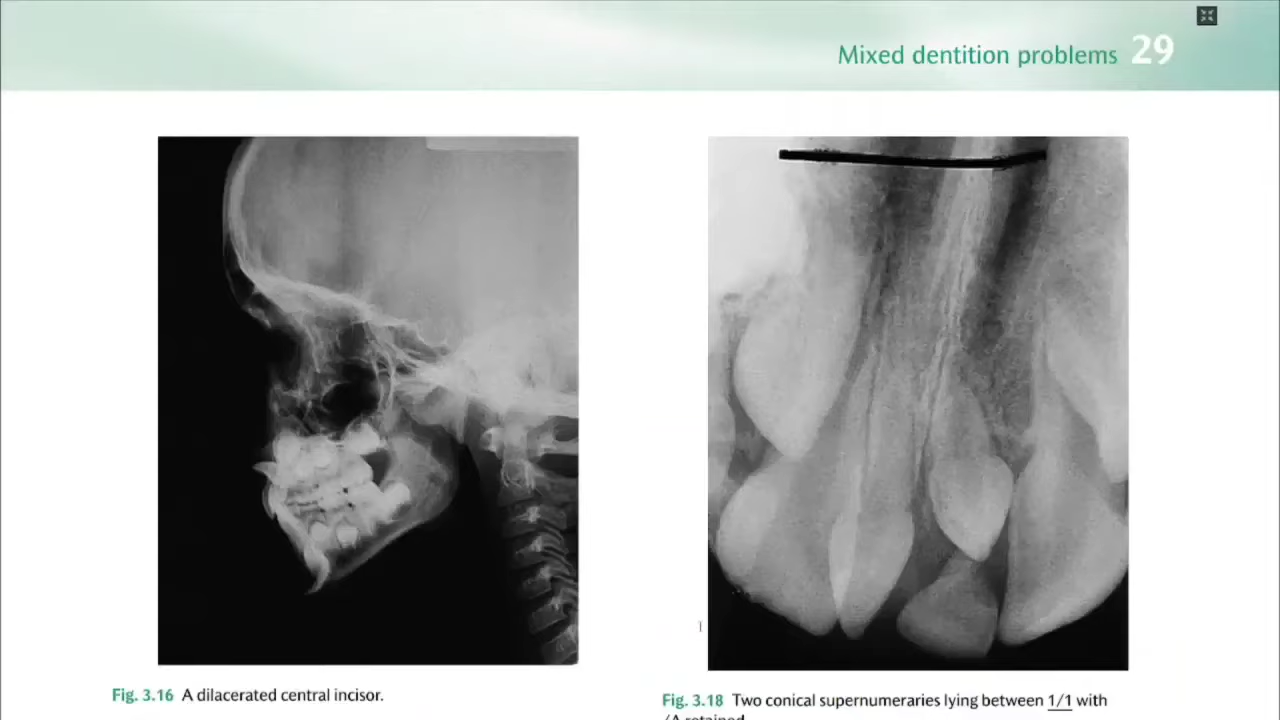 Mixed dentition problems 29
Fig. 3.16 A dilacerated central incisor.
Fig. 3.18 Two conical supernumeraries lying between 1/1 with
/A retained.